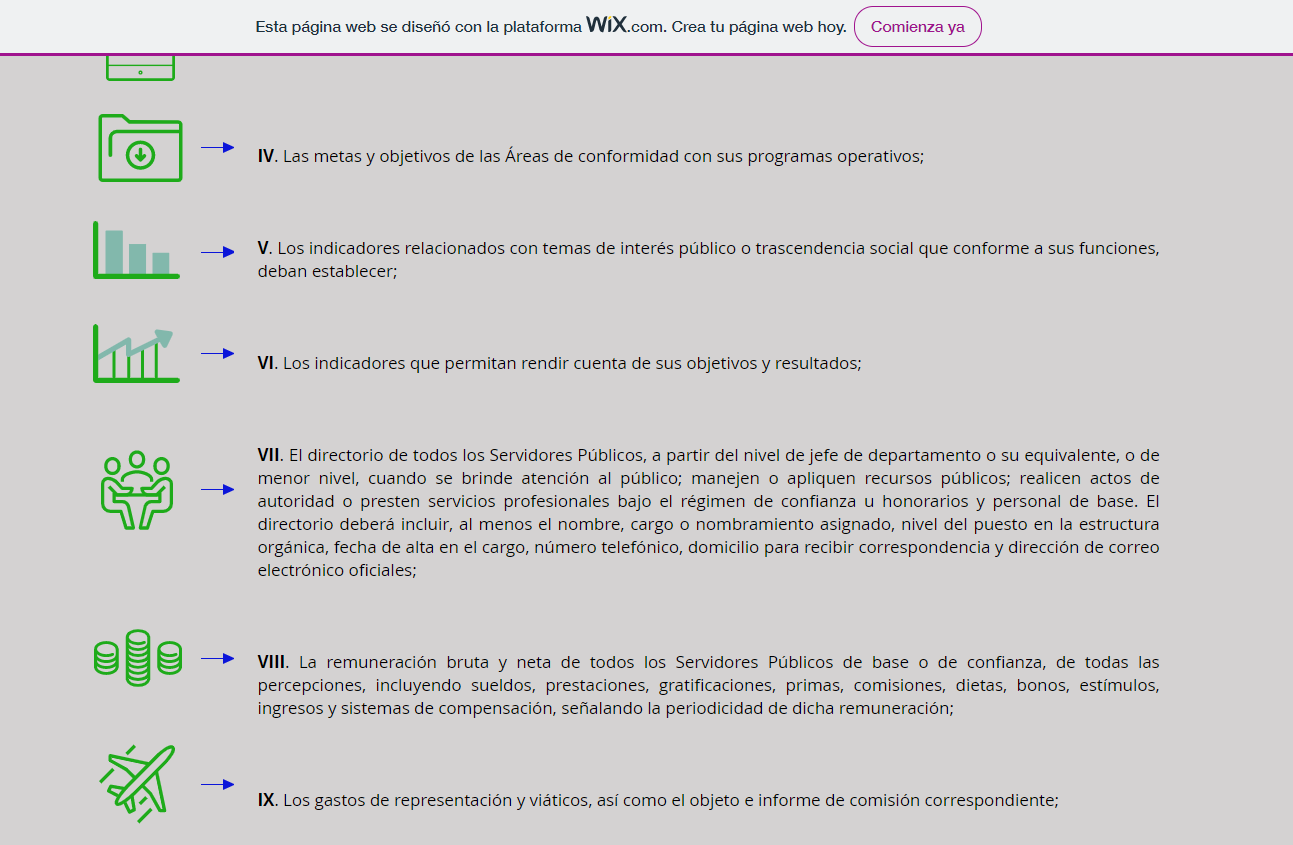 Esta página web se diseñó con la plataforma WiX.com. Crea tu página web hoy. Comienza ya
IV. Las metas y objetivos de las Áreas de conformidad con sus programas operativos;
V. Los indicadores relacionados con temas de interés público o trascendencia social que conforme a sus funciones,
deban establecer;
VI. Los indicadores que permitan rendir cuenta de sus objetivos y resultados;
VII. El directorio de todos los Servidores Públicos, a partir del nivel de jefe de departamento o su equivalente, o de
menor nivel, cuando se brinde atención al público; manejen o apliquen recursos públicos; realicen actos de
autoridad o presten servicios profesionales bajo el régimen de confianza u honorarios y personal de base. El
directorio deberá incluir, al menos el nombre, cargo o nombramiento asignado, nivel del puesto en la estructura
orgánica, fecha de alta en el cargo, número telefónico, domicilio para recibir correspondencia y dirección de correo
electrónico oficiales;
VIII. La remuneración bruta y neta de todos los Servidores Públicos de base o de confianza, de todas las
percepciones, incluyendo sueldos, prestaciones, gratificaciones, primas, comisiones, dietas, bonos, estímulos,
ingresos y sistemas de compensación, señalando la periodicidad de dicha remuneración;
IX. Los gastos de representación y viáticos, así como el objeto e informe de comisión correspondiente;